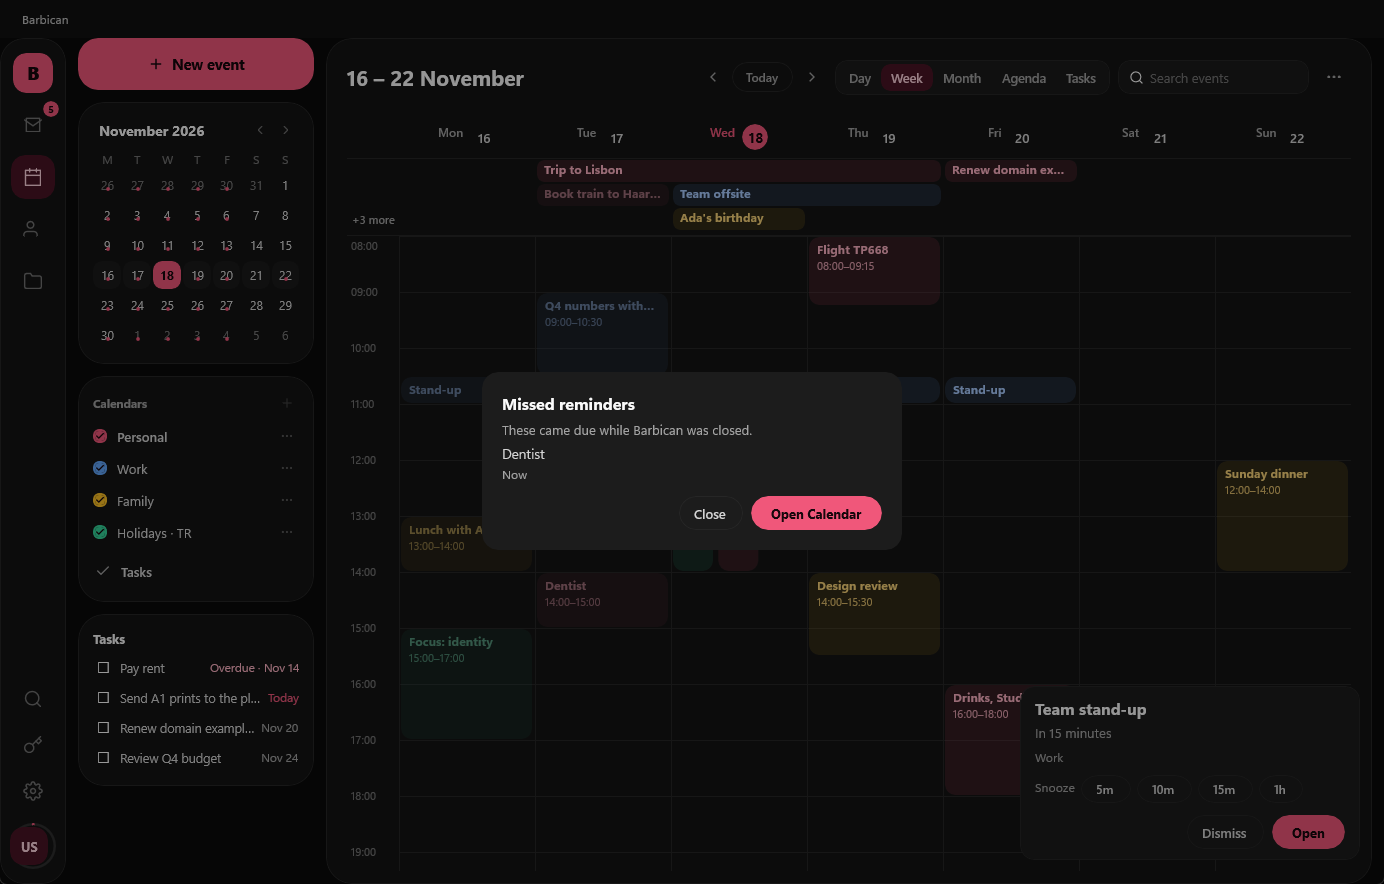 Barbican
B
5
US
+ New event
November 2026
M T W T F S S
26 27 28 29 30 31 1
2 3 4 5 6 7 8
9 10 11 12 13 14 15
16 17 18 19 20 21 22
23 24 25 26 27 28 29
30 1 2 3 4 5 6
Calendars
Personal
Work
Family
Holidays · TR
Tasks
Tasks
Pay rent Overdue · Nov 14
Send A1 prints to the pl... Today
Renew domain exampl... Nov 20
Review Q4 budget Nov 24
16 – 22 November
Today
Day Week Month Agenda Tasks
Search events
Mon 16 Tue 17 Wed 18 Thu 19 Fri 20 Sat 21 Sun 22
Trip to Lisbon
Renew domain ex...
Book train to Haar...
Team offsite
Ada's birthday
+3 more
08:00
09:00
10:00
11:00
12:00
13:00
14:00
15:00
16:00
17:00
18:00
19:00
Flight TP668
08:00–09:15
Q4 numbers with...
09:00–10:30
Stand-up
Stand-up
Sunday dinner
12:00–14:00
Lunch with A
13:00–14:00
Dentist
14:00–15:00
Design review
14:00–15:30
Focus: identity
15:00–17:00
Drinks, Stud
16:00–18:00
Missed reminders
These came due while Barbican was closed.
Dentist
Now
Close
Open Calendar
Team stand-up
In 15 minutes
Work
Snooze 5m 10m 15m 1h
Dismiss
Open